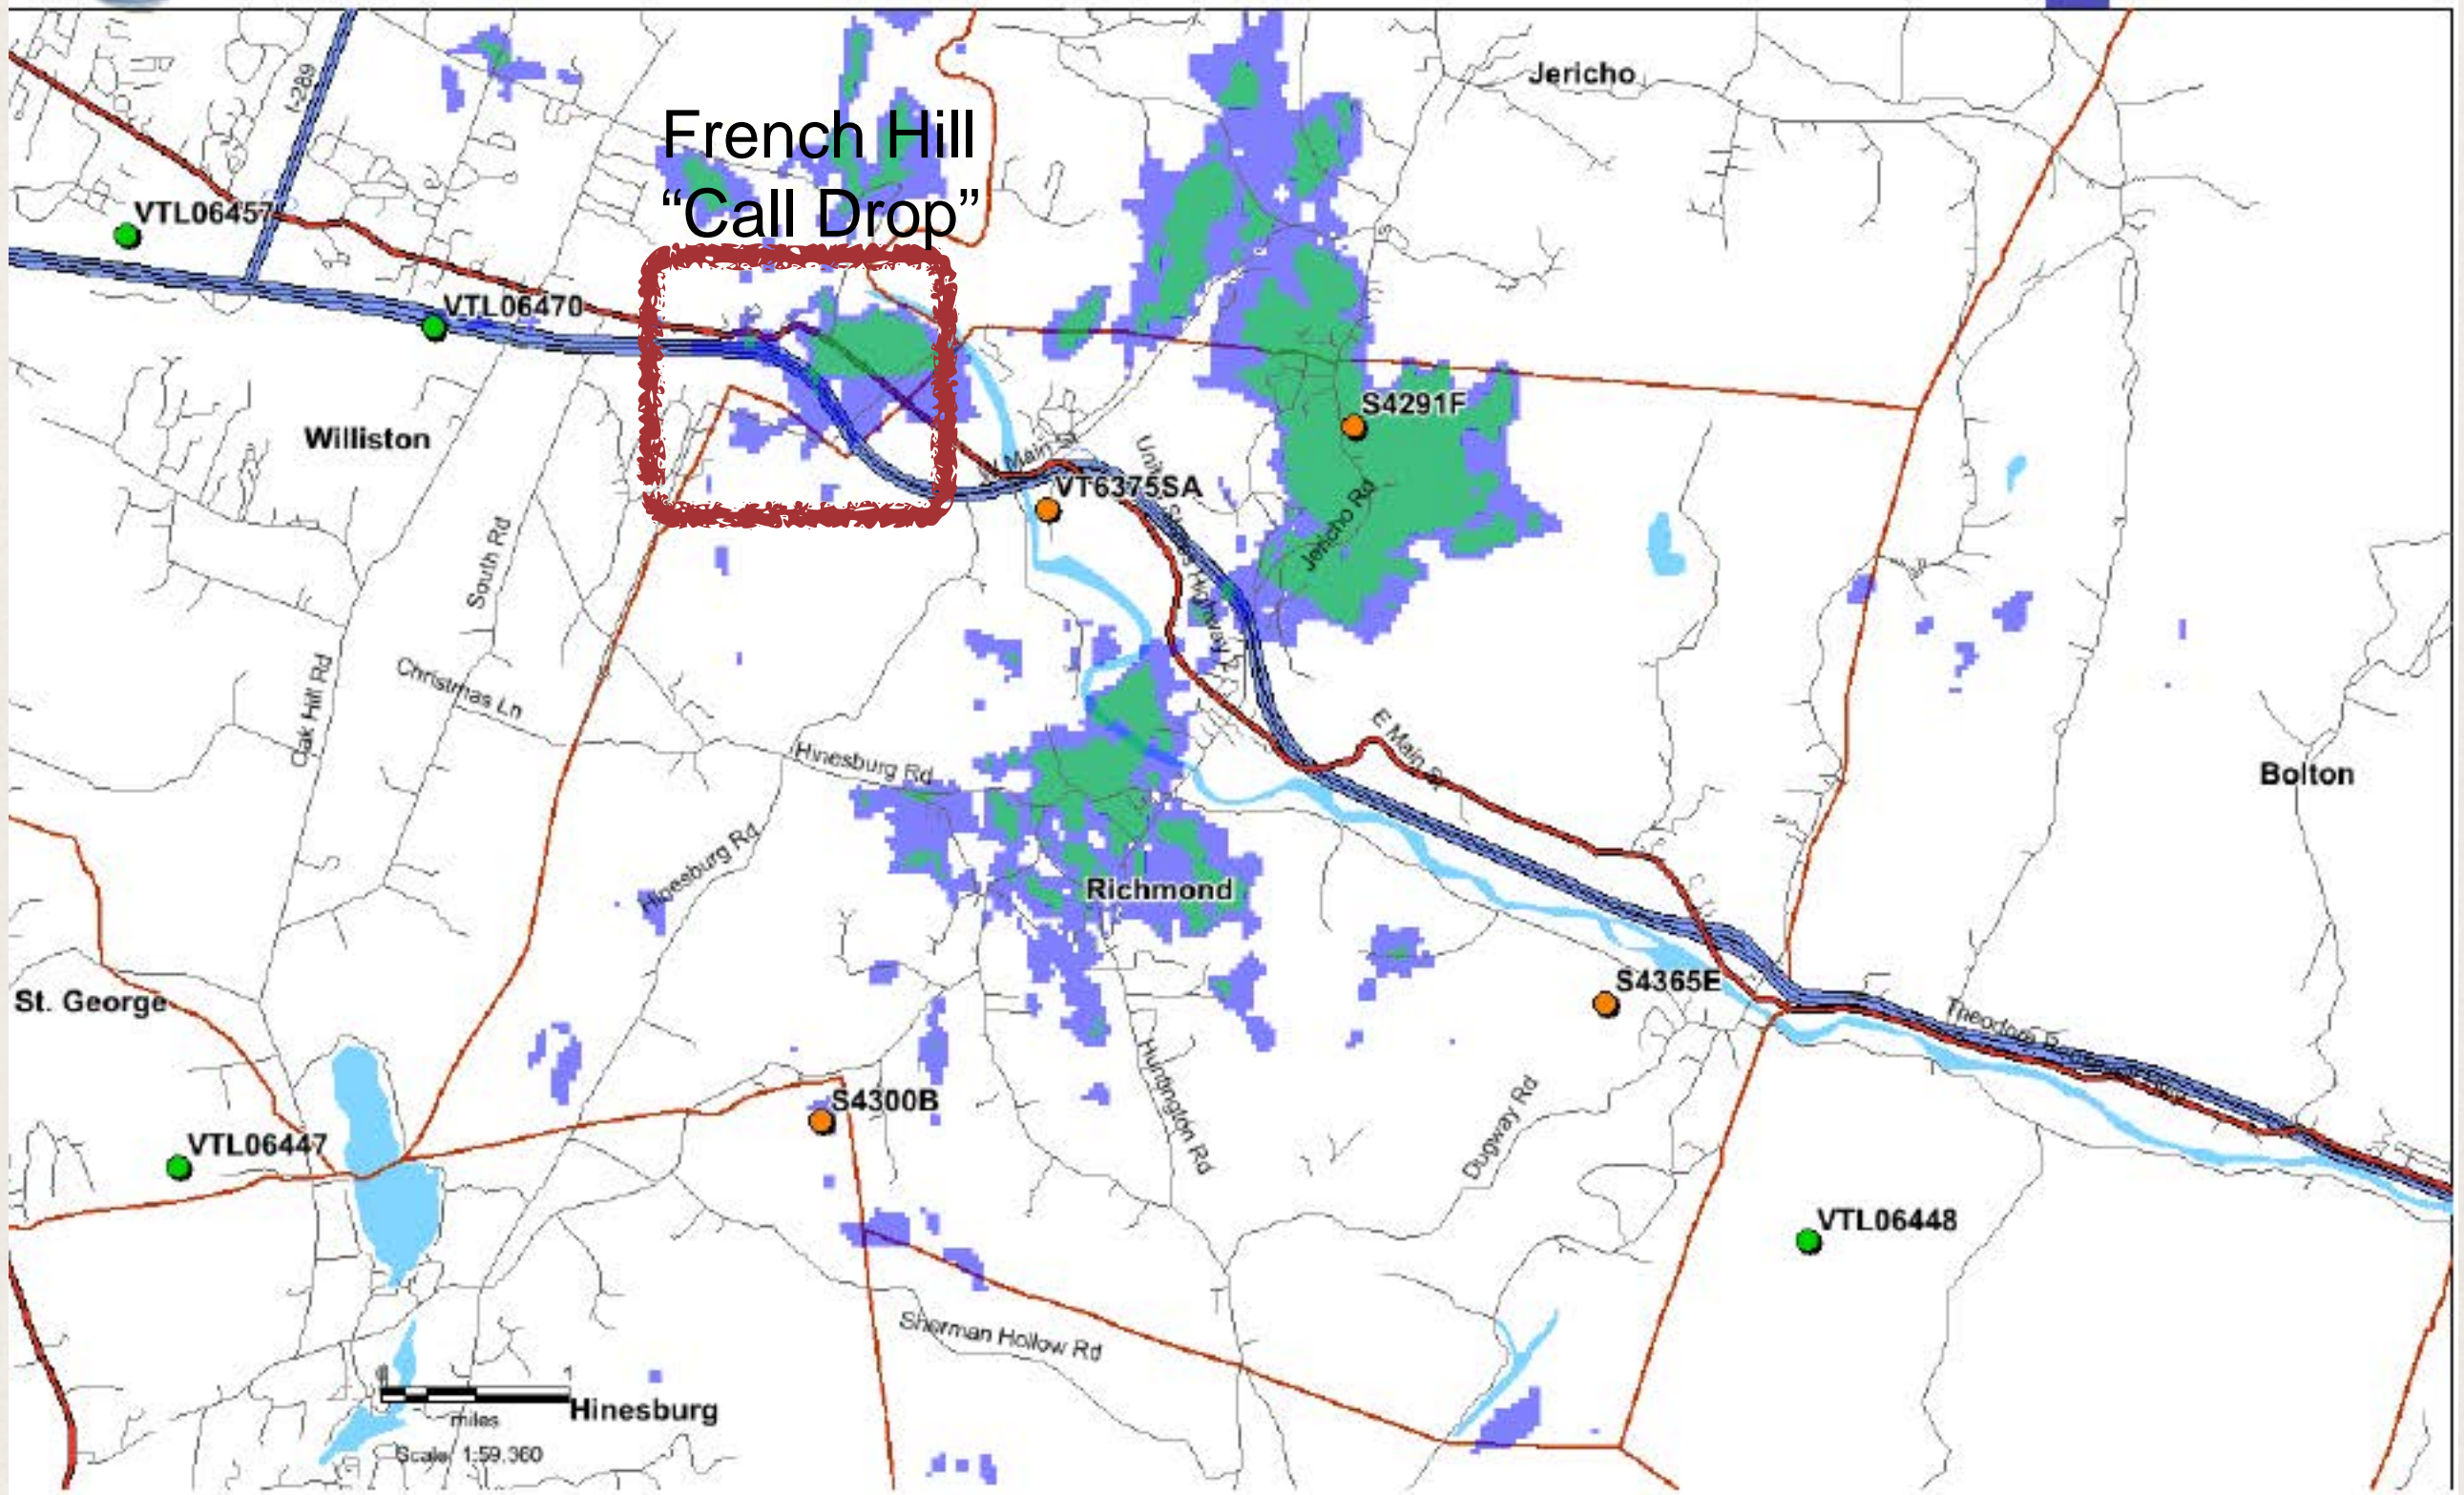 Jericho
I-289
French Hill
“Call Drop”
VTL06457
VTL06470
S4291F
Williston
W Main St
VT6375SA
South Rd
Jericho Rd
Oak Hill Rd
Christmas Ln
E Main St
Hinesburg Rd
Bolton
Hinesburg Rd
Richmond
S4365E
St. George
Theodore
S4300B
Huntington Rd
Dugway Rd
VTL06447
VTL06448
Sherman Hollow Rd
0 1
miles
Hinesburg
Scale: 1:59,360